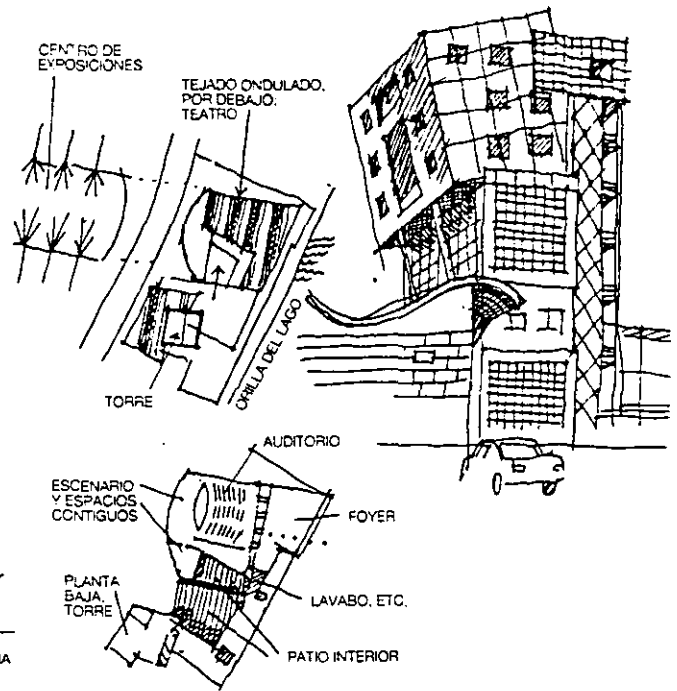 CENTRO DE
EXPOSICIONES
TEJADO ONDULADO,
POR DEBAJO:
TEATRO
TORRE
ORILLA DEL LAGO
AUDITORIO
ESCENARIO
Y ESPACIOS
CONTIGUOS
FOYER
PLANTA
BAJA,
TORRE
LAVABO, ETC.
PATIO INTERIOR